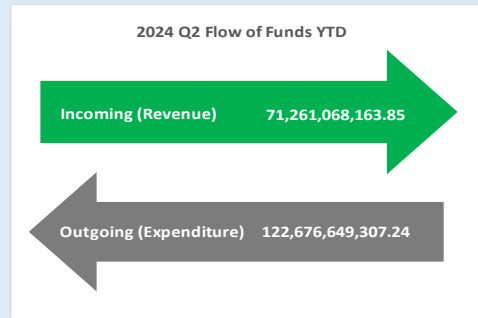 2024 Q2 Flow of Funds YTD
Incoming (Revenue) 71,261,068,163.85
Outgoing (Expenditure) 122,676,649,307.24